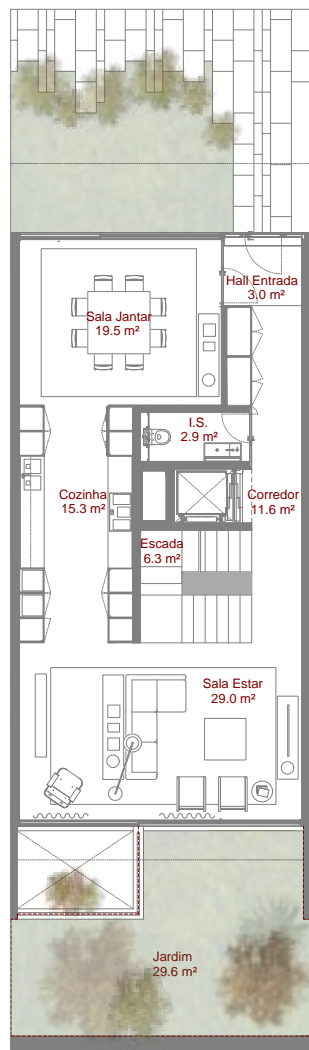 Hall Entrada
3.0 m²
Sala Jantar
19.5 m²
I.S.
2.9 m²
Cozinha
15.3 m²
Corredor
11.6 m²
Escada
6.3 m²
Sala Estar
29.0 m²
Jardim
29.6 m²